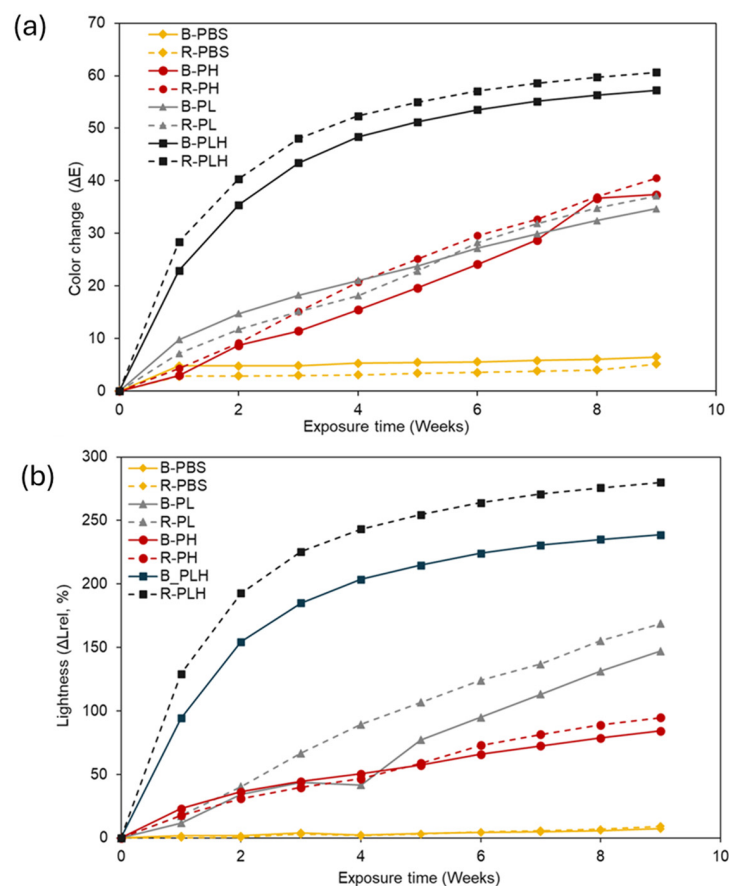 (a)
70
60
50
40
30
20
10
0
Color change (ΔE)
B-PBS
R-PBS
B-PH
R-PH
B-PL
R-PL
B-PLH
R-PLH
0 2 4 6 8 10
Exposure time (Weeks)
(b)
300
250
200
150
100
50
0
Lightness (ΔLrel, %)
B-PBS
R-PBS
B-PL
R-PL
B-PH
R-PH
B_PLH
R-PLH
0 2 4 6 8 10
Exposure time (Weeks)